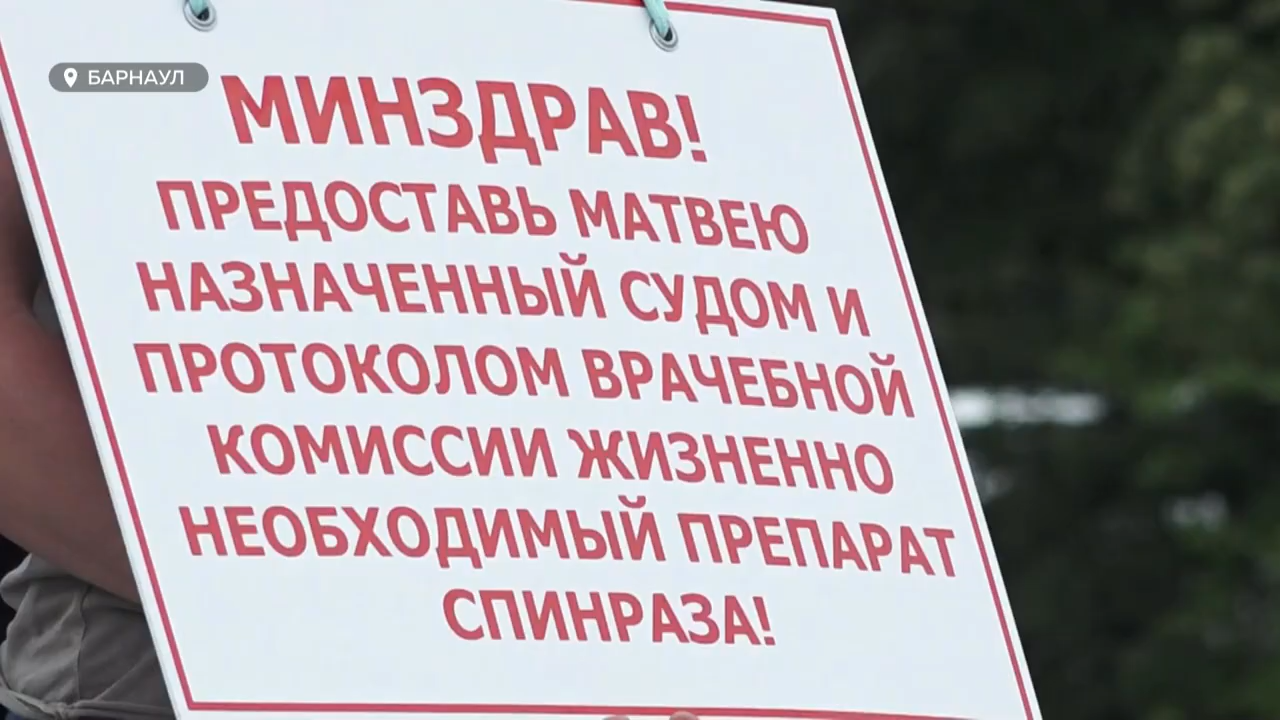 БАРНАУЛ
МИНЗДРАВ!
ПРЕДОСТАВЬ МАТВЕЮ
НАЗНАЧЕННЫЙ СУДОМ И
ПРОТОКОЛОМ ВРАЧЕБНОЙ
КОМИССИИ ЖИЗНЕННО
НЕОБХОДИМЫЙ ПРЕПАРАТ
СПИНРАЗА!